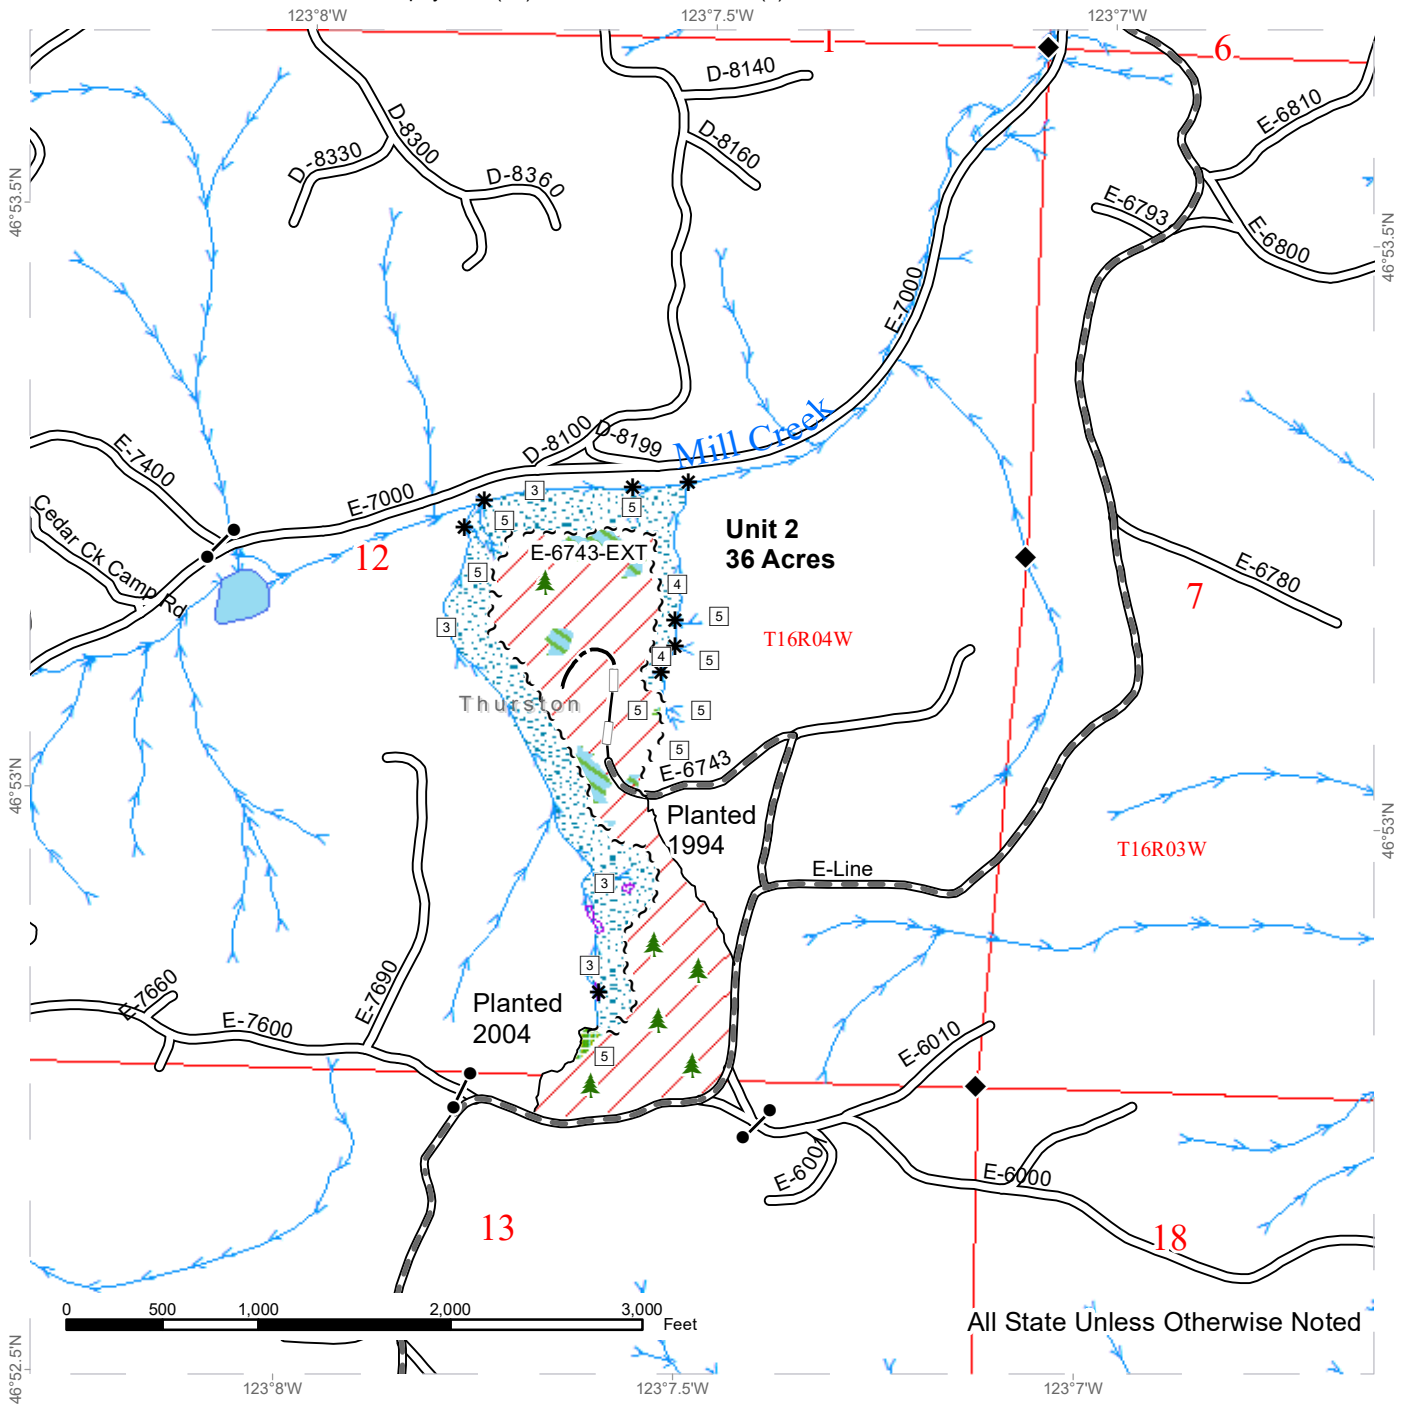 123°8'W
123°7.5'W
123°7'W
1
6
D-8140
D-8300
D-8330
D-8360
D-8160
E-6810
46°53.5'N
46°53.5'N
E-6793
E-6800
E-7000
D-8100
D-8199
Mill Creek
E-7400
E-7000
3
5
5
Cedar Ck Camp Rd
12
E-6743-EXT
Unit 2
36 Acres
5
4
E-6780
7
3
5
T16R04W
4
5
Thurston
5
5
5
E-6743
46°53'N
46°53'N
Planted
1994
T16R03W
E-Line
3
3
E-7690
E-7660
E-7600
Planted
2004
5
E-6010
E-600
E-6000
13
18
0
500
1,000
2,000
3,000
Feet
All State Unless Otherwise Noted
46°52.5'N
123°8'W
123°7.5'W
123°7'W